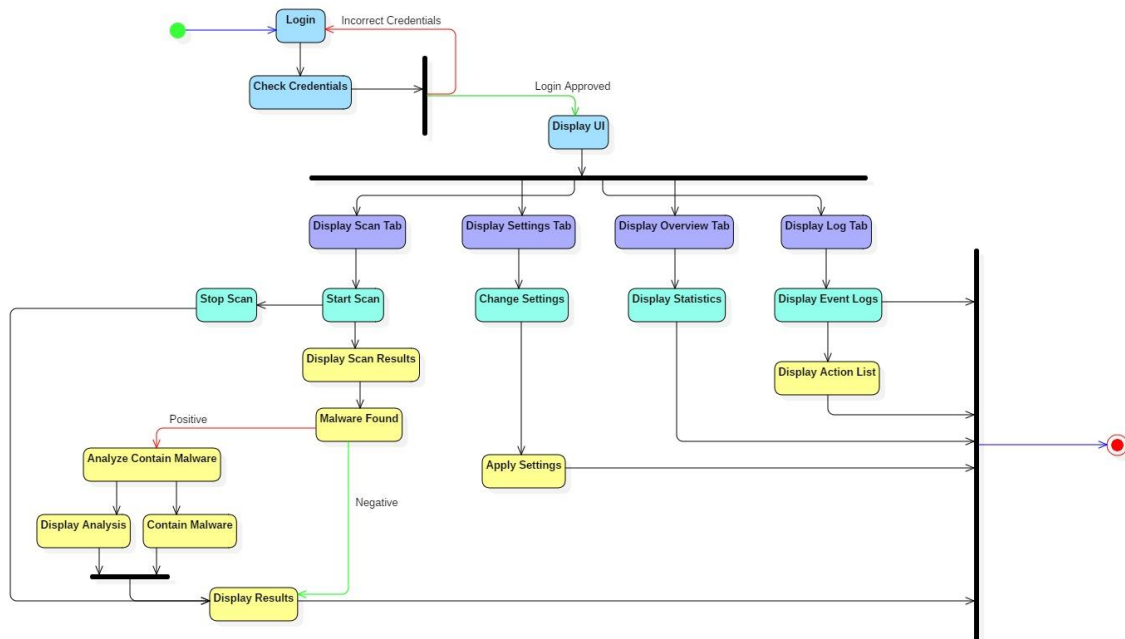 Login
Incorrect Credentials
Check Credentials
Login Approved
Display UI
Display Scan Tab
Display Settings Tab
Display Overview Tab
Display Log Tab
Stop Scan
Start Scan
Change Settings
Display Statistics
Display Event Logs
Display Scan Results
Display Action List
Malware Found
Positive
Analyze Contain Malware
Apply Settings
Negative
Display Analysis
Contain Malware
Display Results